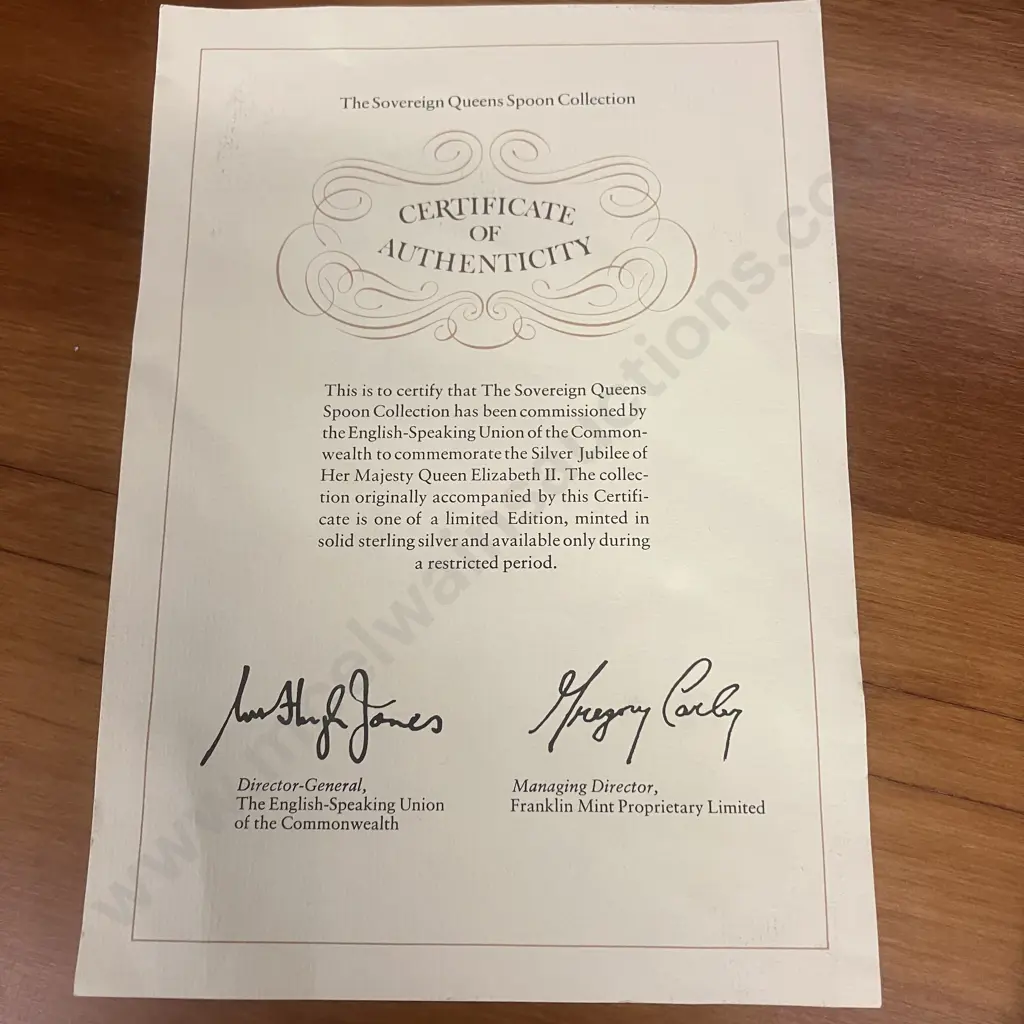 The Sovereign Queens Spoon Collection
CERTIFICATE
OF
AUTHENTICITY
This is to certify that The Sovereign Queens
Spoon Collection has been commissioned by
the English-Speaking Union of the Common-
wealth to commemorate the Silver Jubilee of
Her Majesty Queen Elizabeth II. The collec-
tion originally accompanied by this Certifi-
cate is one of a limited Edition, minted in
solid sterling silver and available only during
a restricted period.
Hugh Jones
Gregory Carley
Director-General,
The English-Speaking Union
of the Commonwealth
Managing Director,
Franklin Mint Proprietary Limited